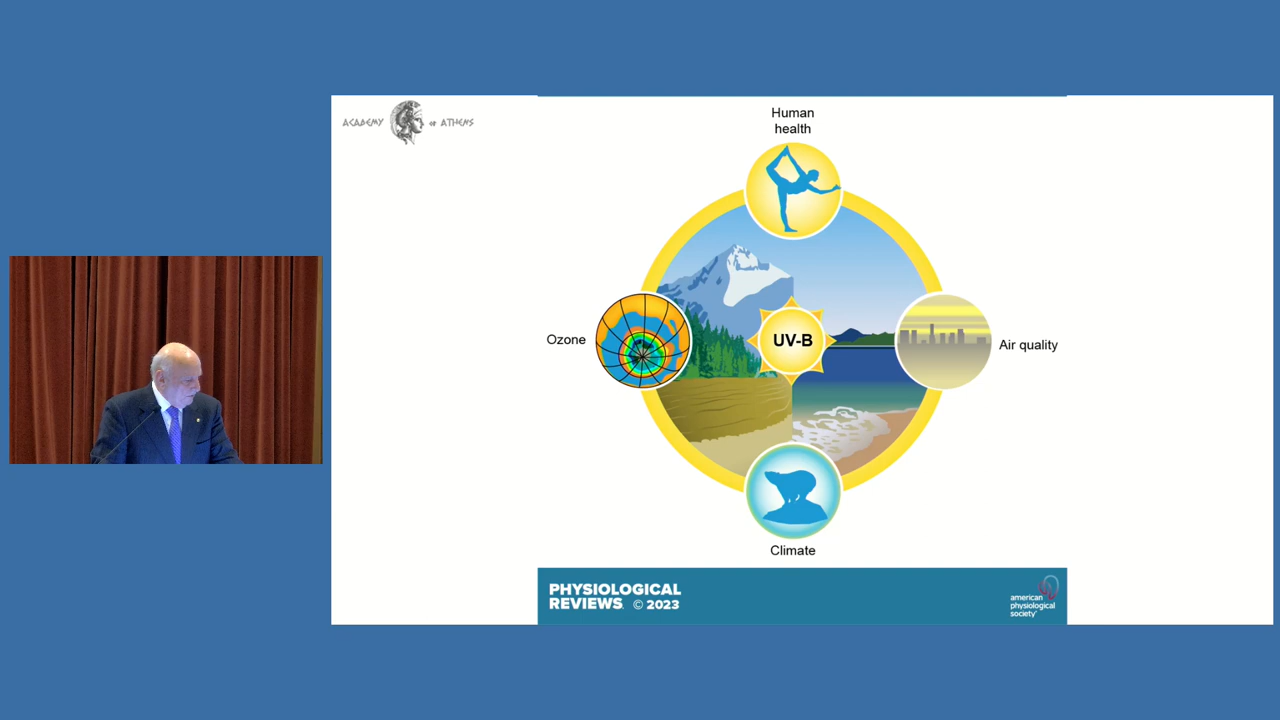 ACADEMY OF ATHENS
Human
health
Ozone
UV-B
Air quality
Climate
PHYSIOLOGICAL
REVIEWS © 2023
american
physiological
society